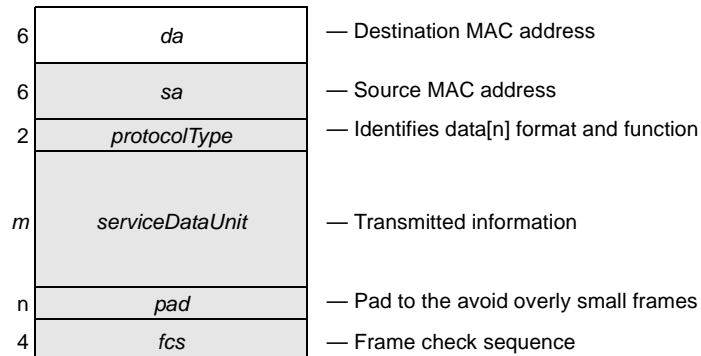 6 da — Destination MAC address
6 sa — Source MAC address
2 protocolType — Identifies data[n] format and function
m serviceDataUnit — Transmitted information
n pad — Pad to the avoid overly small frames
4 fcs — Frame check sequence